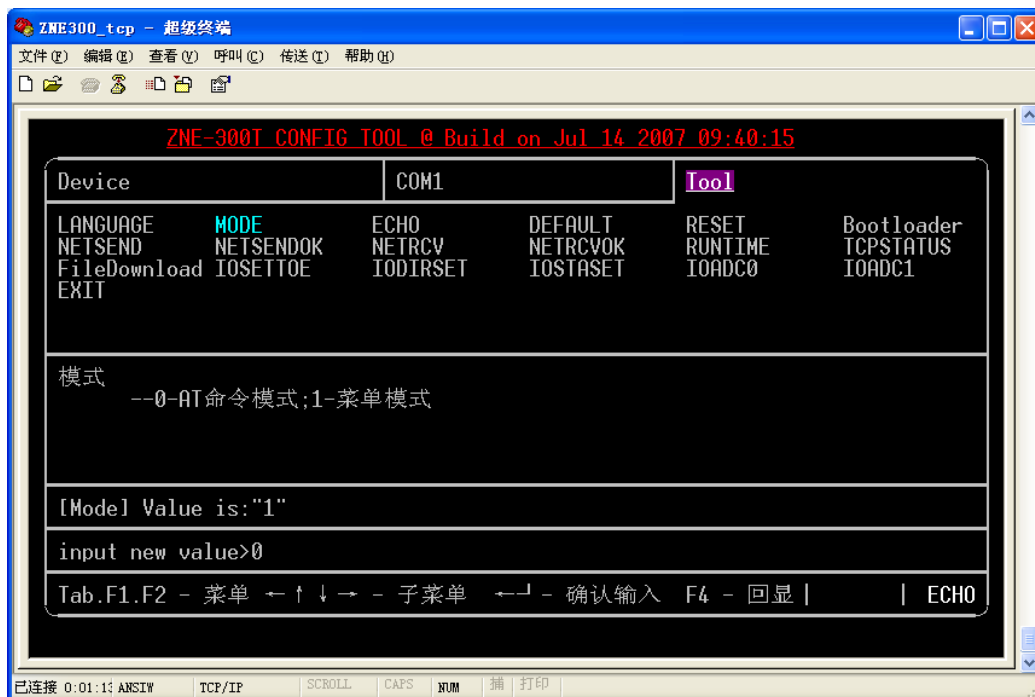 ZNE300_tcp - 超级终端
文件(F) 编辑(E) 查看(V) 呼叫(C) 传送(T) 帮助(H)
ZNE-300T CONFIG TOOL @ Build on Jul 14 2007 09:40:15
Device COM1 Tool
LANGUAGE MODE ECHO DEFAULT RESET Bootloader
NETSEND NETSENDOK NETRCV NETRCVOK RUNTIME TCPSTATUS
FileDownload IOSETTOE IODIRSET IOSTASET IOADC0 IOADC1
EXIT
模式
--0-AT命令模式;1-菜单模式
[Mode] Value is:"1"
input new value>0
Tab.F1.F2 - 菜单 ←↑↓→ - 子菜单 ←┘ - 确认输入 F4 - 回显 | | ECHO
已连接 0:01:13 ANSIW TCP/IP SCROLL CAPS NUM 捕 打印